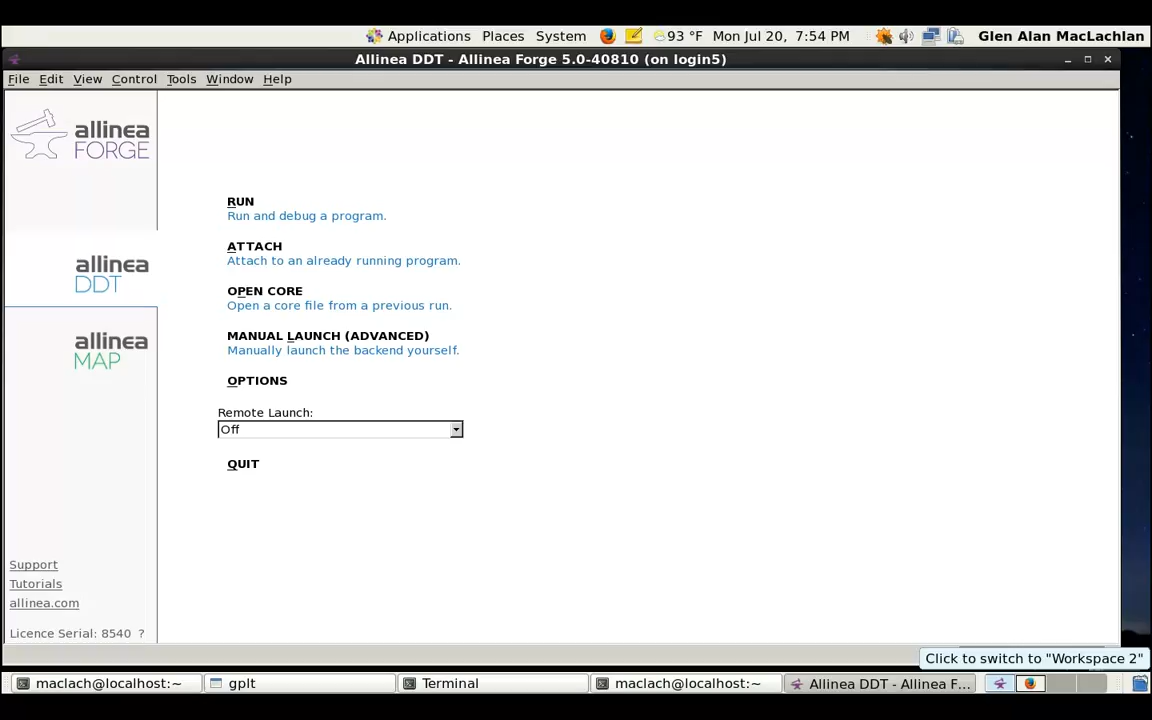 Applications Places System 93 °F Mon Jul 20, 7:54 PM Glen Alan MacLachlan
Allinea DDT - Allinea Forge 5.0-40810 (on login5)
File Edit View Control Tools Window Help
allinea
FORGE
allinea
DDT
allinea
MAP
RUN
Run and debug a program.
ATTACH
Attach to an already running program.
OPEN CORE
Open a core file from a previous run.
MANUAL LAUNCH (ADVANCED)
Manually launch the backend yourself.
OPTIONS
Remote Launch:
Off
QUIT
Support
Tutorials
allinea.com
Licence Serial: 8540 ?
Click to switch to "Workspace 2"
maclach@localhost:~ gplt Terminal maclach@localhost:~ Allinea DDT - Allinea F...